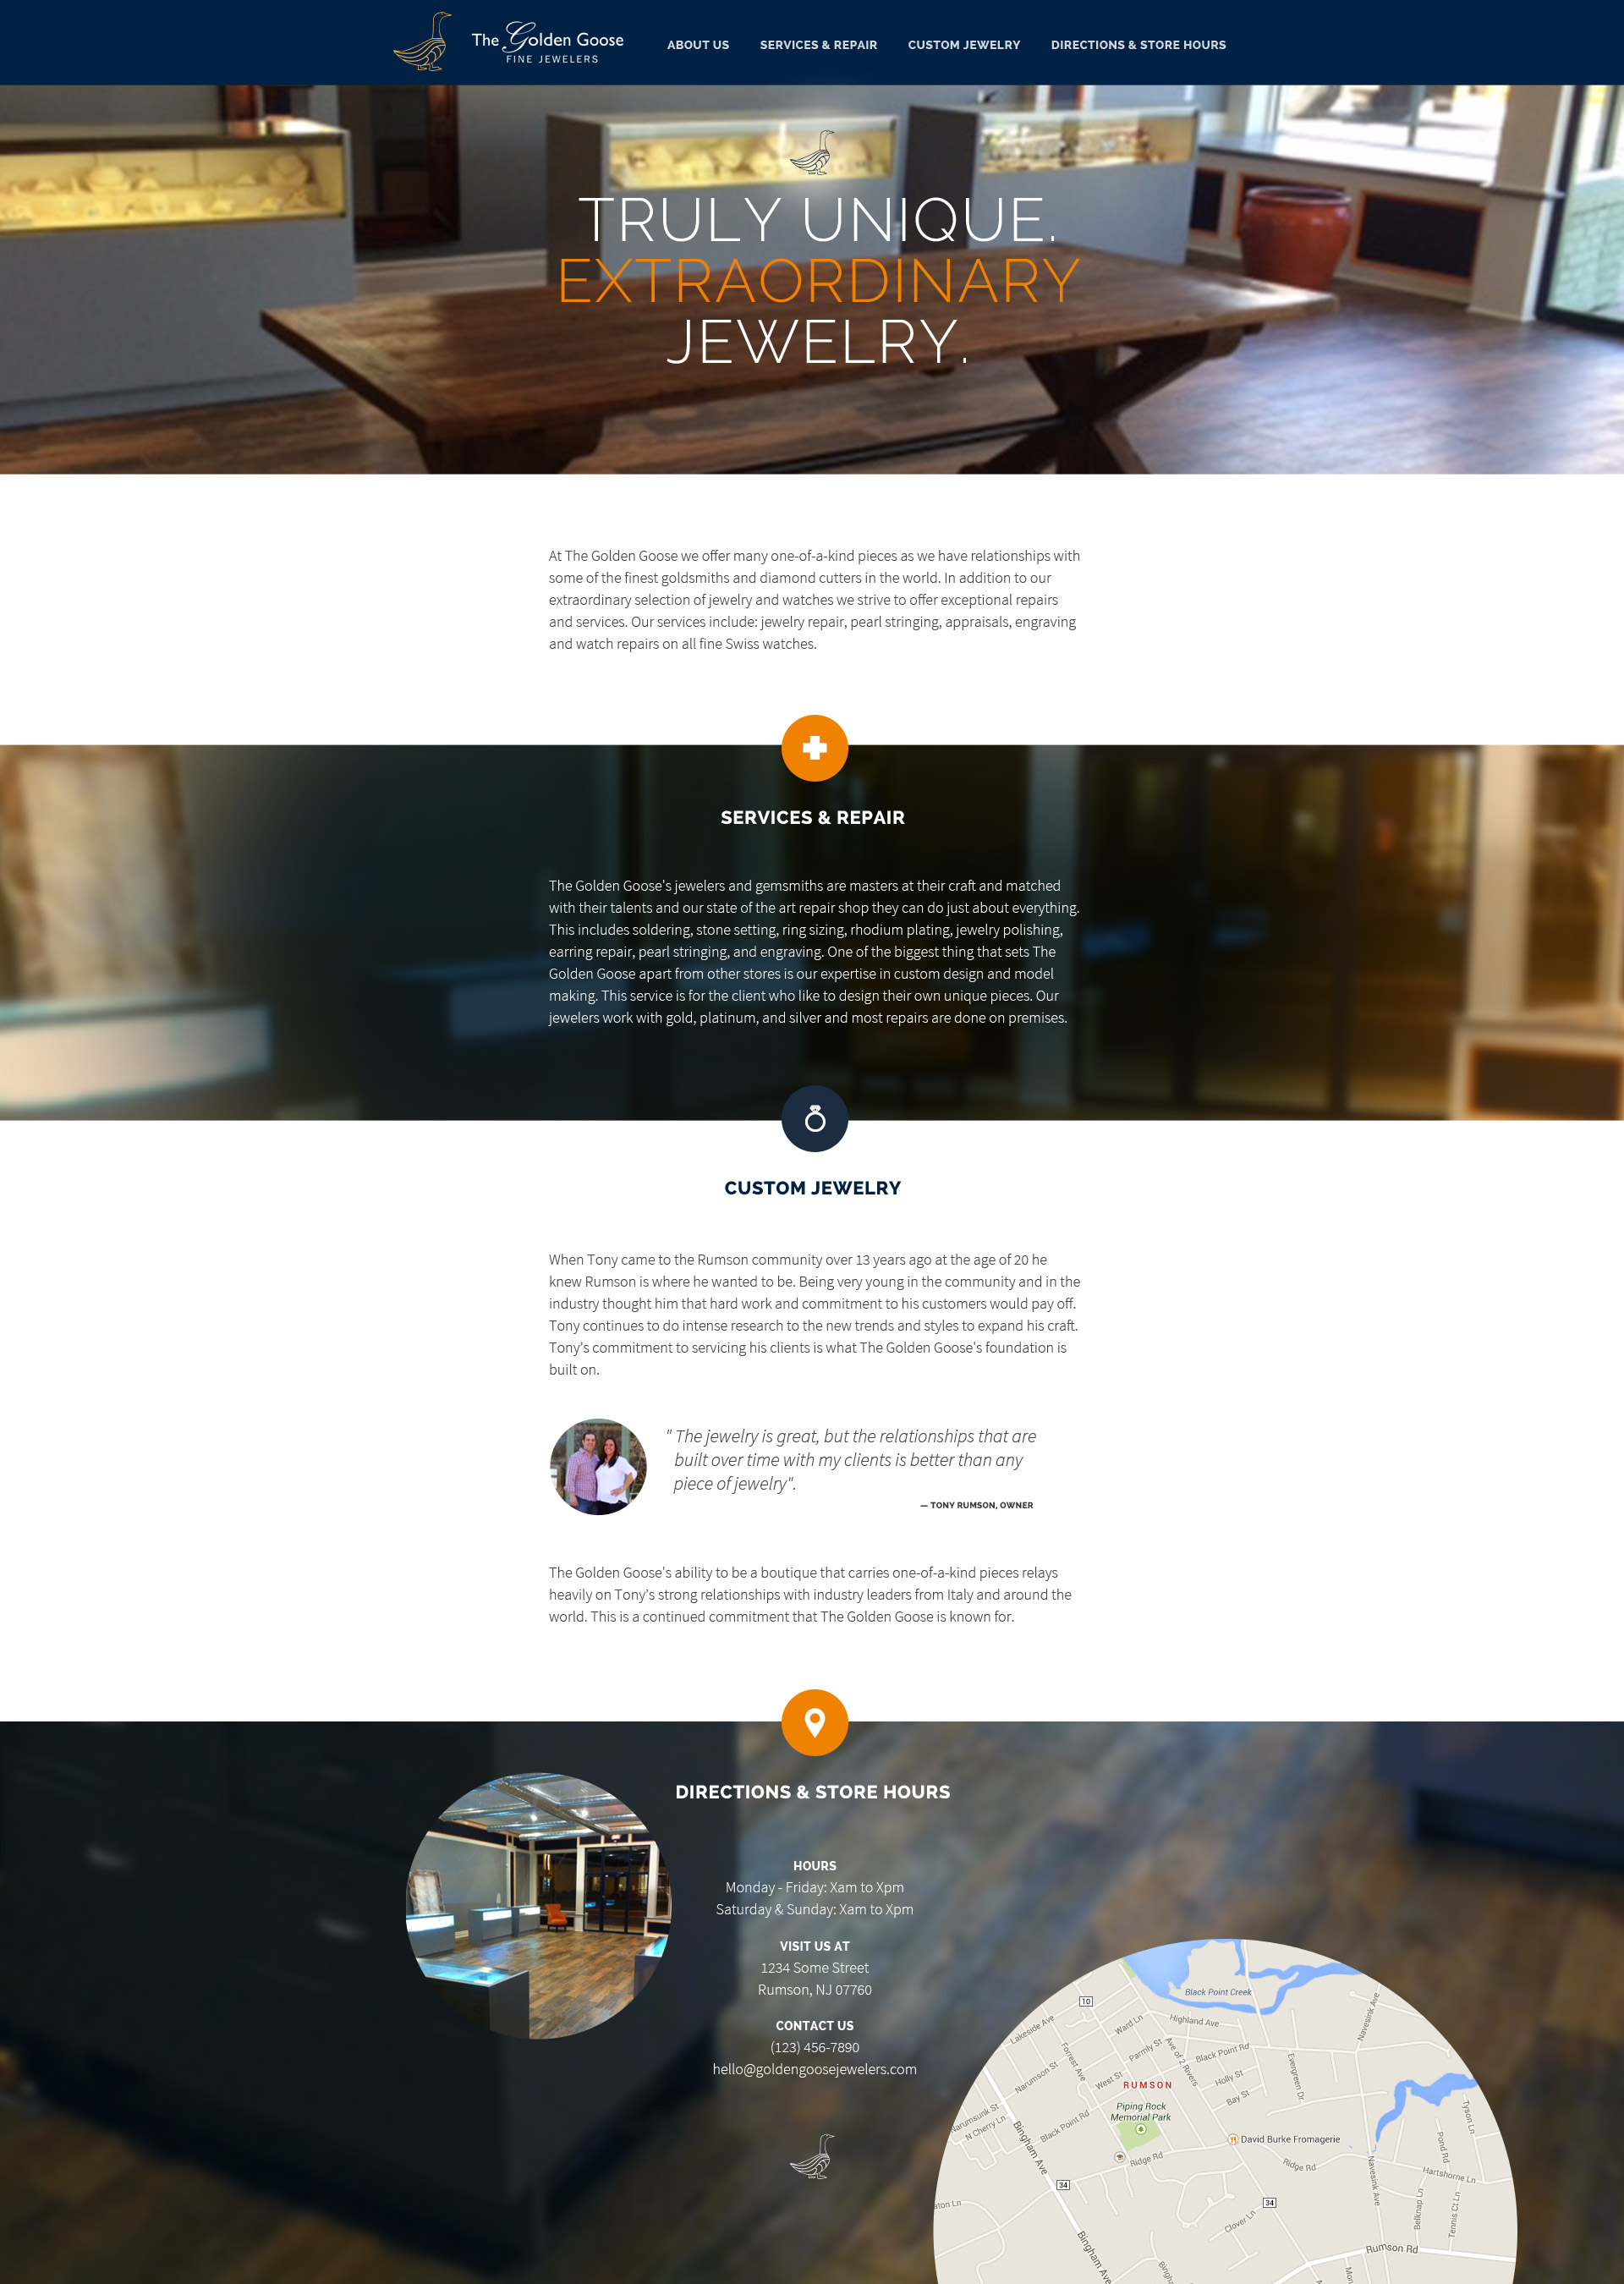 The Golden Goose
FINE JEWELERS
ABOUT US
SERVICES & REPAIR
CUSTOM JEWELRY
DIRECTIONS & STORE HOURS
TRULY UNIQUE.
EXTRAORDINARY
JEWELRY.
At The Golden Goose we offer many one-of-a-kind pieces as we have relationships with
some of the finest goldsmiths and diamond cutters in the world. In addition to our
extraordinary selection of jewelry and watches we strive to offer exceptional repairs
and services. Our services include: jewelry repair, pearl stringing, appraisals, engraving
and watch repairs on all fine Swiss watches.
SERVICES & REPAIR
The Golden Goose's jewelers and gemsmiths are masters at their craft and matched
with their talents and our state of the art repair shop they can do just about everything.
This includes soldering, stone setting, ring sizing, rhodium plating, jewelry polishing,
earring repair, pearl stringing, and engraving. One of the biggest thing that sets The
Golden Goose apart from other stores is our expertise in custom design and model
making. This service is for the client who like to design their own unique pieces. Our
jewelers work with gold, platinum, and silver and most repairs are done on premises.
CUSTOM JEWELRY
When Tony came to the Rumson community over 13 years ago at the age of 20 he
knew Rumson is where he wanted to be. Being very young in the community and in the
industry thought him that hard work and commitment to his customers would pay off.
Tony continues to do intense research to the new trends and styles to expand his craft.
Tony's commitment to servicing his clients is what The Golden Goose's foundation is
built on.
" The jewelry is great, but the relationships that are
built over time with my clients is better than any
piece of jewelry".
— TONY RUMSON, OWNER
The Golden Goose's ability to be a boutique that carries one-of-a-kind pieces relays
heavily on Tony's strong relationships with industry leaders from Italy and around the
world. This is a continued commitment that The Golden Goose is known for.
DIRECTIONS & STORE HOURS
HOURS
Monday - Friday: Xam to Xpm
Saturday & Sunday: Xam to Xpm
VISIT US AT
1234 Some Street
Rumson, NJ 07760
CONTACT US
(123) 456-7890
hello@goldengoosejewelers.com
Black Point Creek
10
Lakeside Ave
Ward Ln
Highland Ave
Navesink Ave
Forrest Ave
Parmly St
Ave of 2 Rivers
Black Point Rd
Narumson St
West St
RUMSON
Holly St
Evergreen Dr
Bay St
Piping Rock
Memorial Park
Narumsunk St
N Cherry Ln
Black Point Rd
Bingham Ave
Tyson Ln
David Burke Fromagerie
Ridge Rd
Ridge Rd
Pond Rd
Navesink Ave
Hartshorne Ln
34
34
Belknap Ln
Tennis Ct Ln
aton Ln
Clover Ln
Bingham Ave
Rumson Rd
Bingha
Mon